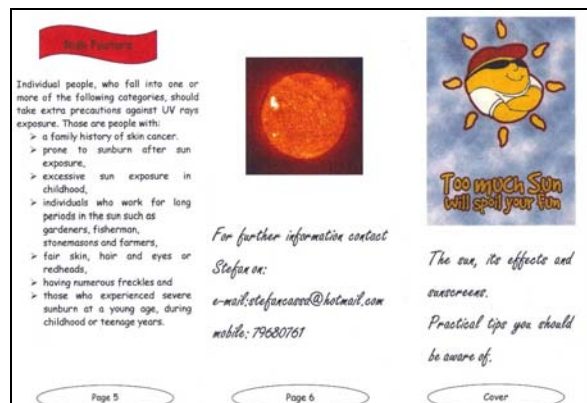 Risk Factors
Individual people, who fall into one or
more of the following categories, should
take extra precautions against UV rays
exposure. Those are people with:
➢ a family history of skin cancer.
➢ prone to sunburn after sun
exposure,
➢ excessive sun exposure in
childhood,
➢ individuals who work for long
periods in the sun such as
gardeners, fisherman,
stonemasons and farmers,
➢ fair skin, hair and eyes or
redheads,
➢ having numerous freckles and
➢ those who experienced severe
sunburn at a young age, during
childhood or teenage years.
Page 5
For further information contact
Stefan on:
e-mail:stefancassa@hotmail.com
mobile: 79680761
Page 6
Too much Sun
Will spoil your Fun
The sun, its effects and
sunscreens.
Practical tips you should
be aware of.
Cover